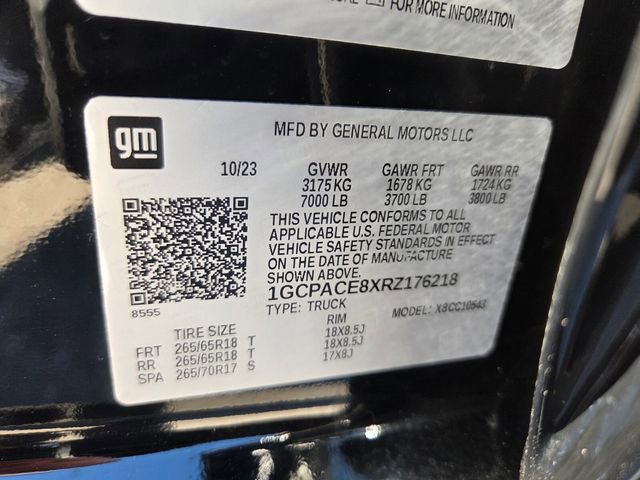 FOR MORE INFORMATION
gm
MFD BY GENERAL MOTORS LLC
10/23 GVWR GAWR FRT GAWR RR
3175 KG 1678 KG 1724 KG
7000 LB 3700 LB 3800 LB
THIS VEHICLE CONFORMS TO ALL
APPLICABLE U.S. FEDERAL MOTOR
VEHICLE SAFETY STANDARDS IN EFFECT
ON THE DATE OF MANUFACTURE
SHOWN ABOVE.
1GCPACE8XRZ176218
8555
TYPE: TRUCK MODEL: X8CC10543
TIRE SIZE RIM
FRT 265/65R18 T 18X8.5J
RR 265/65R18 T 18X8.5J
SPA 265/70R17 S 17X8J